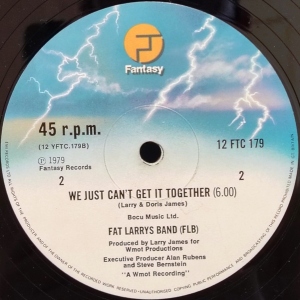 Fantasy
45 r.p.m.
(12 YFTC.179B)
12 FTC 179
℗ 1979
Fantasy Records
2
2
WE JUST CAN'T GET IT TOGETHER (6.00)
(Larry & Doris James)
Bocu Music Ltd.
FAT LARRYS BAND (FLB)
Produced by Larry James for
Wmot Productions
Executive Producer Alan Rubens
and Steve Bernstein
"A Wmot Recording"